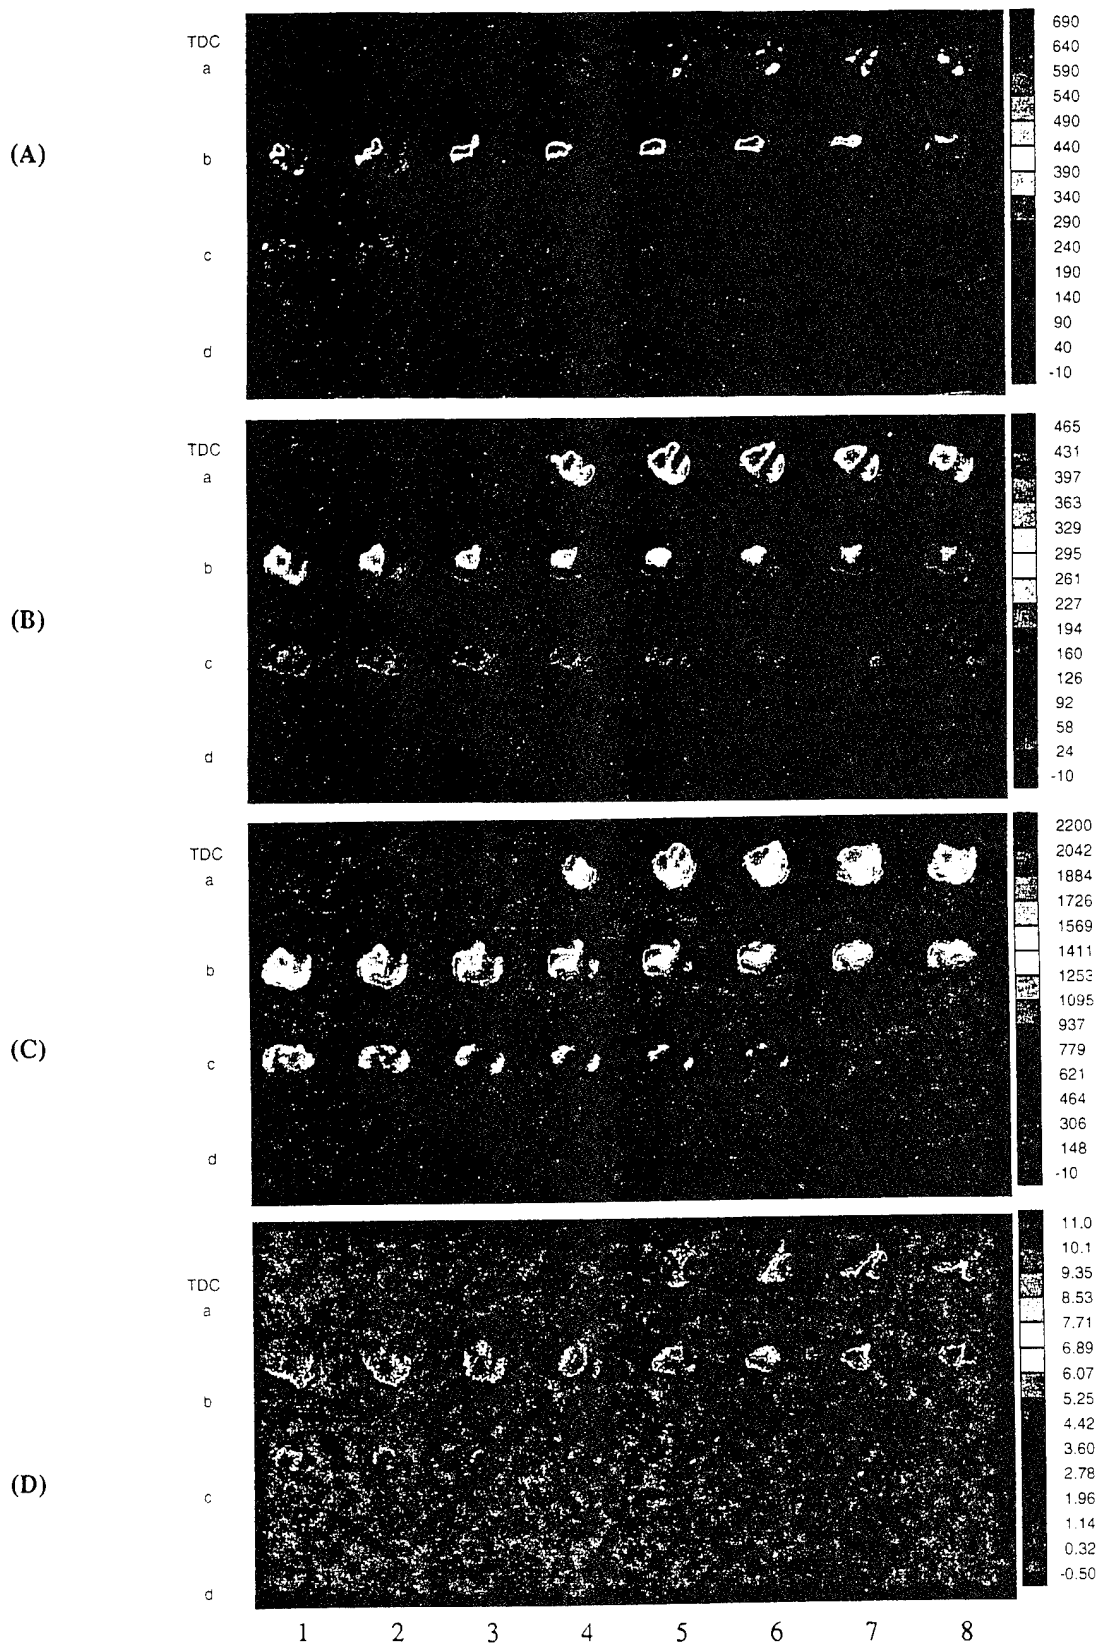 (A)
TDC
a
b
c
d
690
640
590
540
490
440
390
340
290
240
190
140
90
40
-10
(B)
TDC
a
b
c
d
465
431
397
363
329
295
261
227
194
160
126
92
58
24
-10
(C)
TDC
a
b
c
d
2200
2042
1884
1726
1569
1411
1253
1095
937
779
621
464
306
148
-10
(D)
TDC
a
b
c
d
11.0
10.1
9.35
8.53
7.71
6.89
6.07
5.25
4.42
3.60
2.78
1.96
1.14
0.32
-0.50
1 2 3 4 5 6 7 8